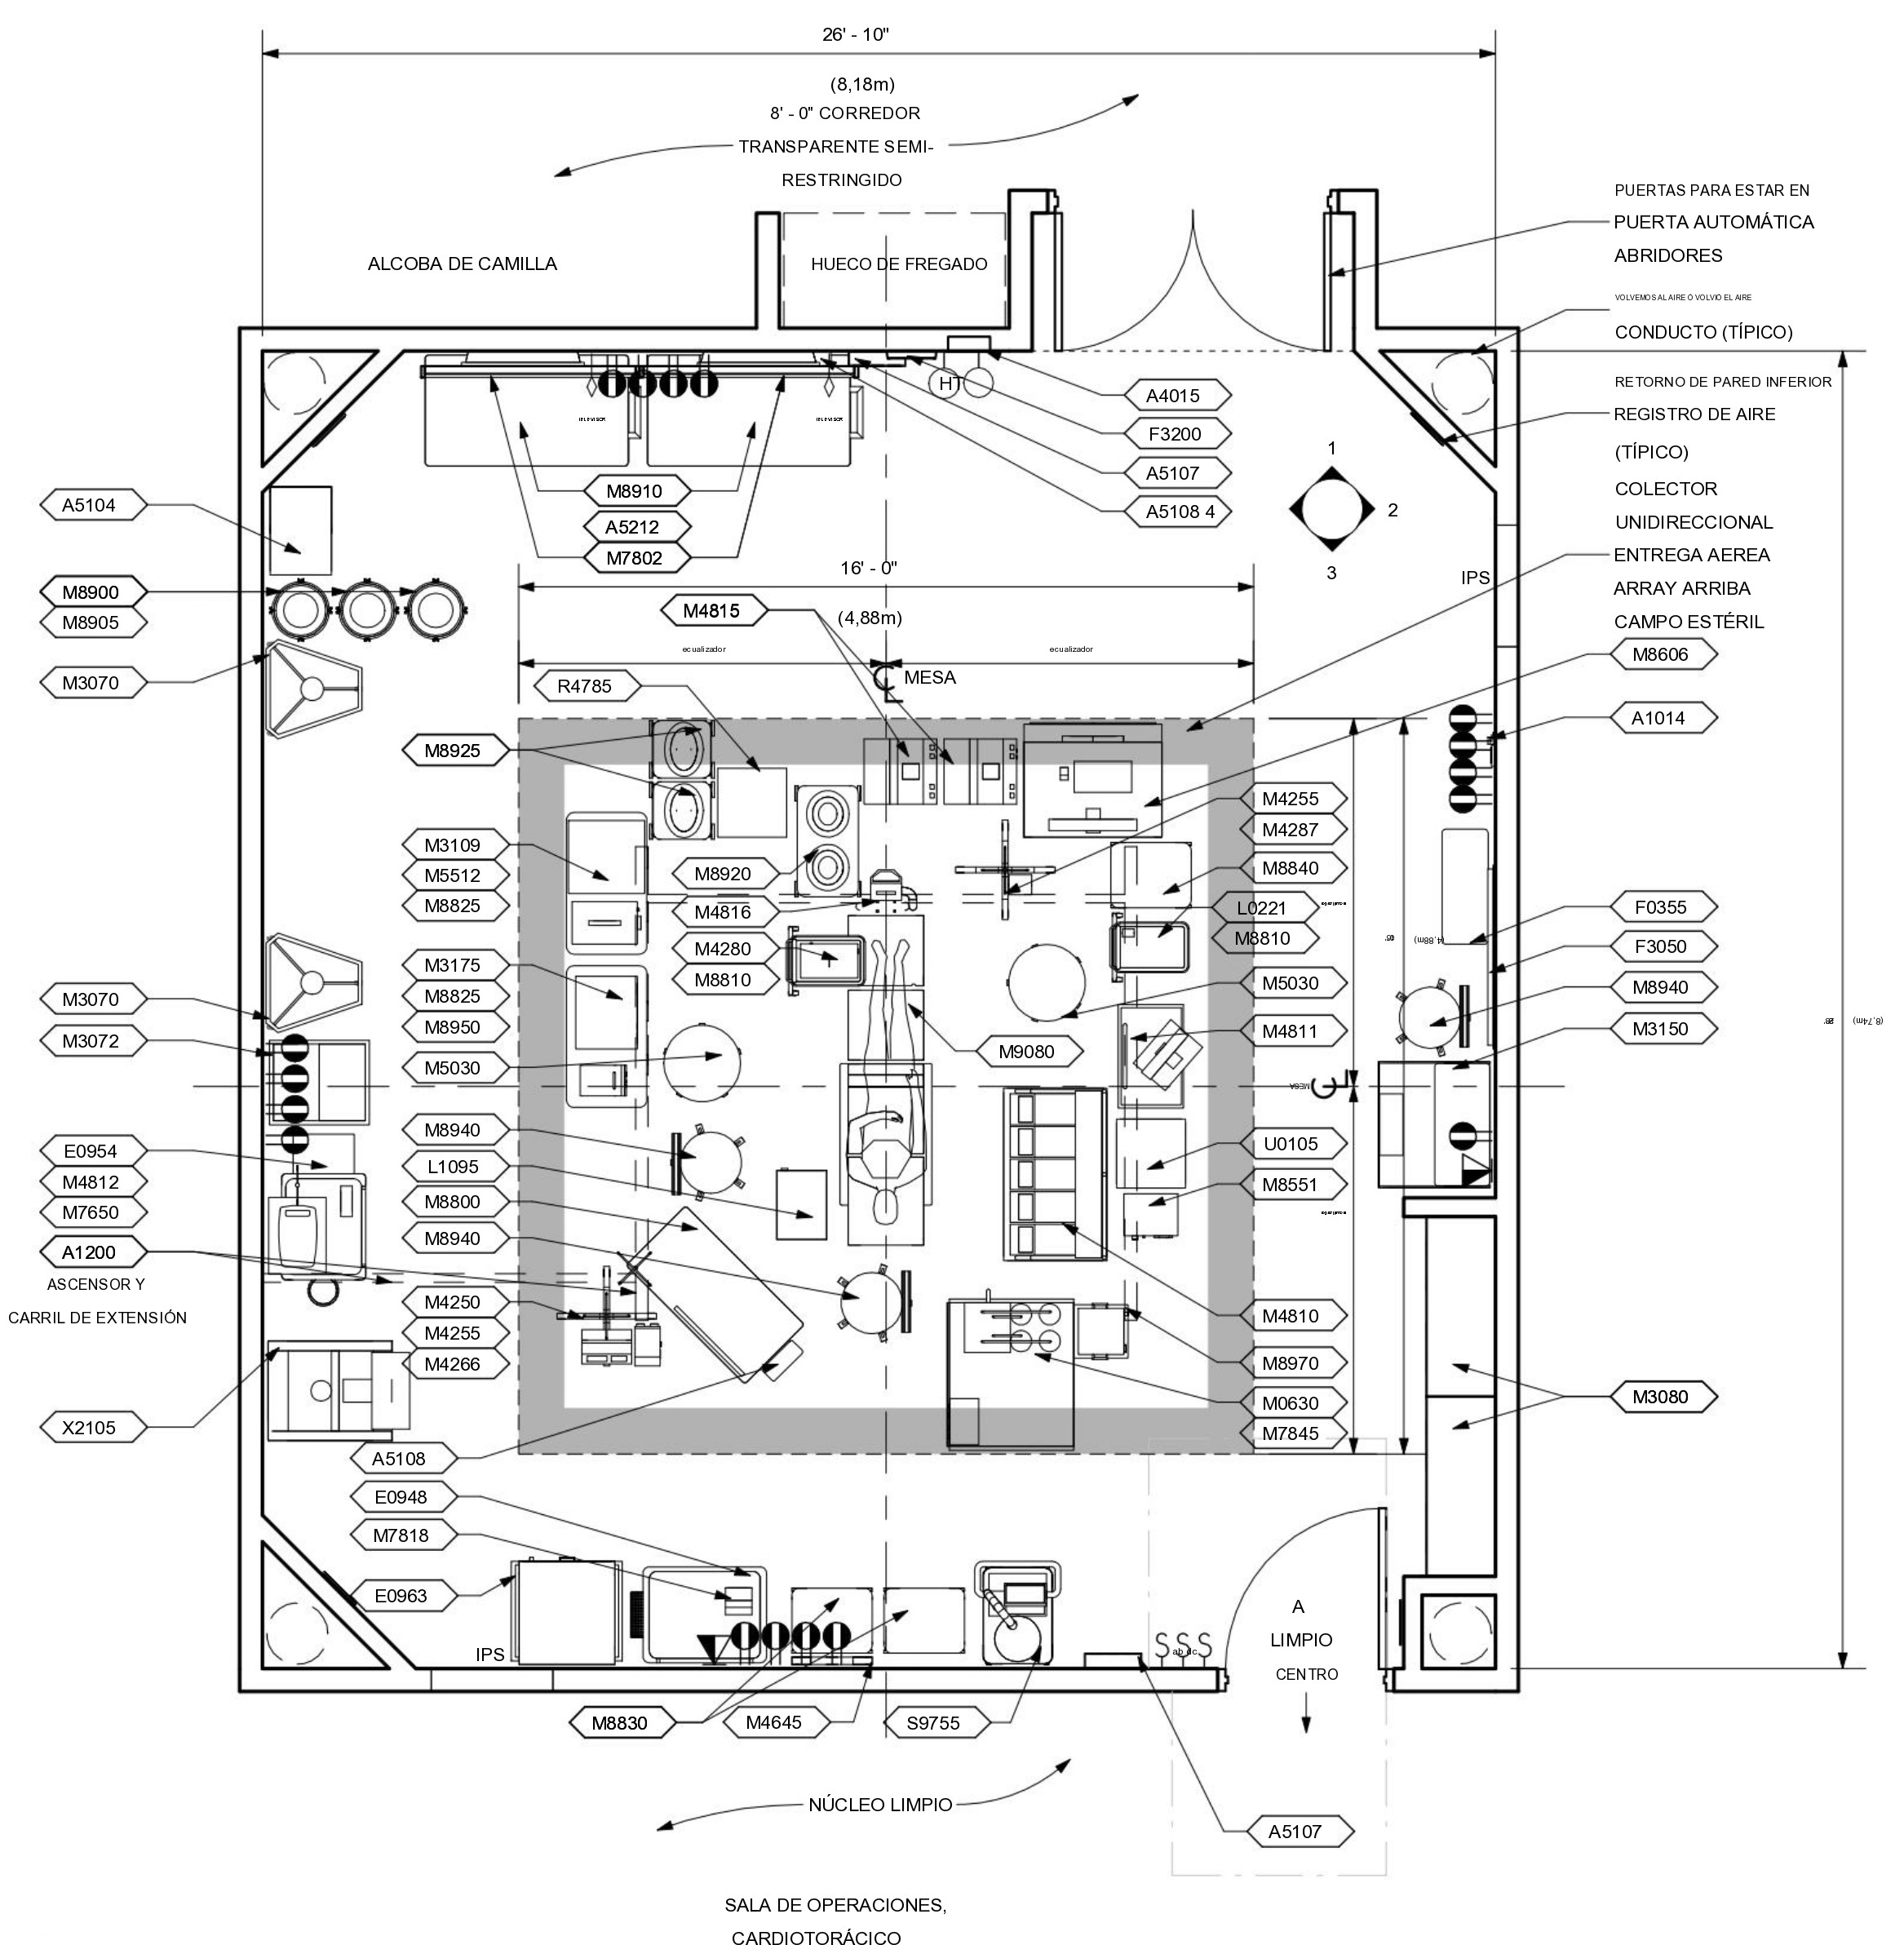 26' - 10"
(8,18m)
8' - 0" CORREDOR
TRANSPARENTE SEMI-
RESTRINGIDO
ALCOBA DE CAMILLA
HUECO DE FREGADO
PUERTAS PARA ESTAR EN
PUERTA AUTOMÁTICA
ABRIDORES
VOLVEMOS AL AIRE O VOLVIÓ EL AIRE
CONDUCTO (TÍPICO)
RETORNO DE PARED INFERIOR
REGISTRO DE AIRE
(TÍPICO)
COLECTOR
UNIDIRECCIONAL
ENTREGA AEREA
ARRAY ARRIBA
CAMPO ESTÉRIL
HT
TELEVISOR
TELEVISOR
A4015
F3200
A5107
A5108 4
1
2
3
IPS
M8910
A5212
M7802
A5104
M8900
M8905
M3070
16' - 0"
(4,88m)
M4815
ecualizador
ecualizador
MESA
R4785
M8606
A1014
M8925
M4255
M4287
M3109
M5512
M8825
M8920
M8840
M4816
L0221
M8810
F0355
M4280
M8810
(4,88m)
F3050
M3175
M8825
M8950
M5030
M8940
M3070
M3072
M4811
M3150
(8,74m)
M5030
M9080
MESA
M8940
U0105
E0954
M4812
M7650
A1200
L1095
M8551
M8800
M8940
ASCENSOR Y
CARRIL DE EXTENSIÓN
M4250
M4255
M4266
M4810
M8970
M0630
M7845
M3080
X2105
A5108
E0948
M7818
E0963
IPS
A
LIMPIO
CENTRO
M8830
M4645
S9755
NÚCLEO LIMPIO
A5107
SALA DE OPERACIONES,
CARDIOTORÁCICO